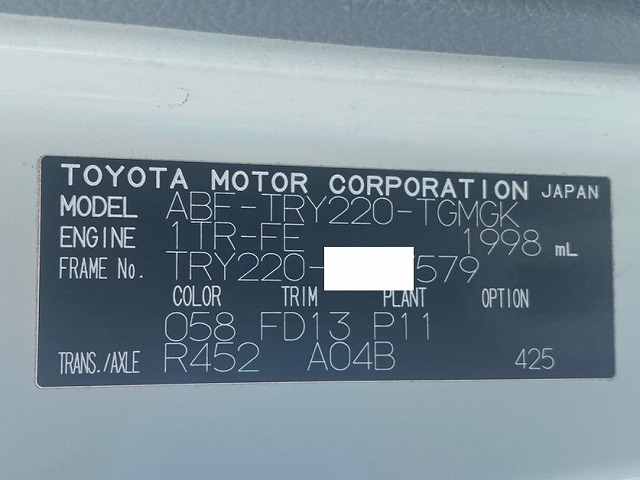 TOYOTA MOTOR CORPORATION JAPAN
MODEL ABF-TRY220-TGMGK
ENGINE 1TR-FE 1998 mL
FRAME No. TRY220- 7579
COLOR TRIM PLANT OPTION
058 FD13 P11
TRANS./AXLE R452 A04B 425